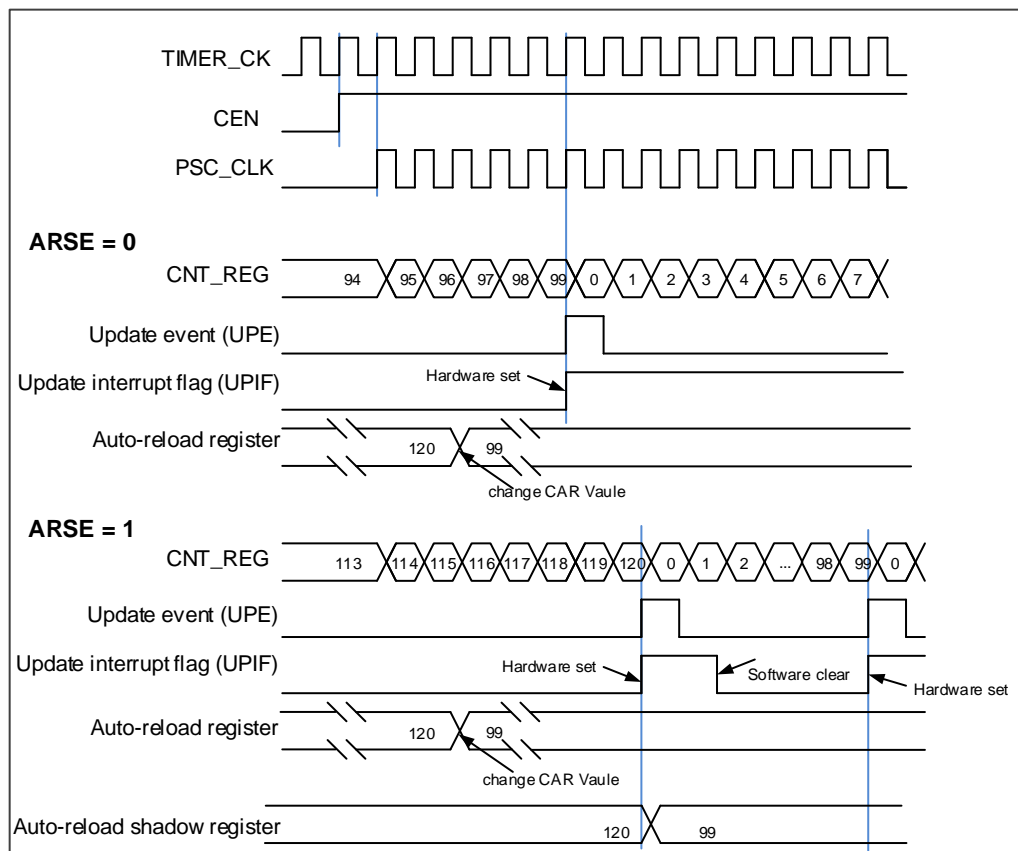 TIMER_CK
CEN
PSC_CLK
ARSE = 0
CNT_REG 94 95 96 97 98 99 0 1 2 3 4 5 6 7
Update event (UPE)
Update interrupt flag (UPIF) Hardware set
Auto-reload register 120 99
change CAR Vaule
ARSE = 1
CNT_REG 113 114 115 116 117 118 119 120 0 1 2 ... 98 99 0
Update event (UPE)
Update interrupt flag (UPIF) Hardware set Software clear Hardware set
Auto-reload register 120 99
change CAR Vaule
Auto-reload shadow register 120 99